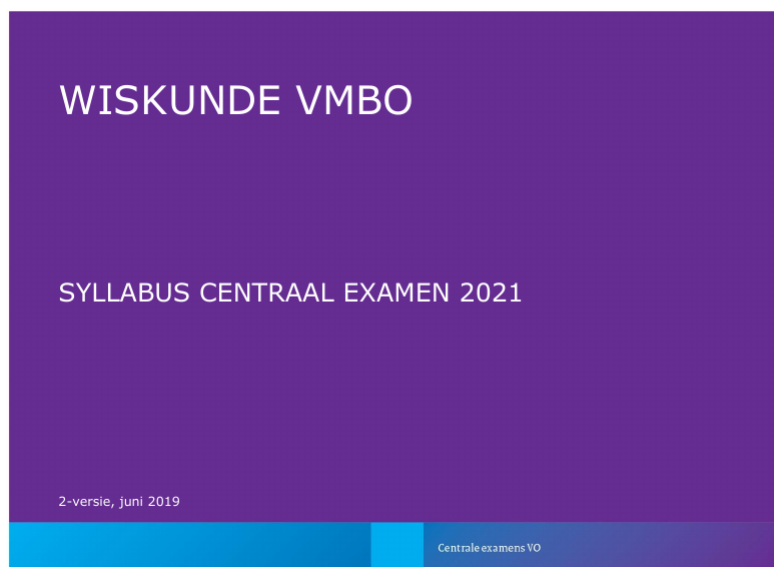 WISKUNDE VMBO
SYLLABUS CENTRAAL EXAMEN 2021
2-versie, juni 2019
Centrale examens VO